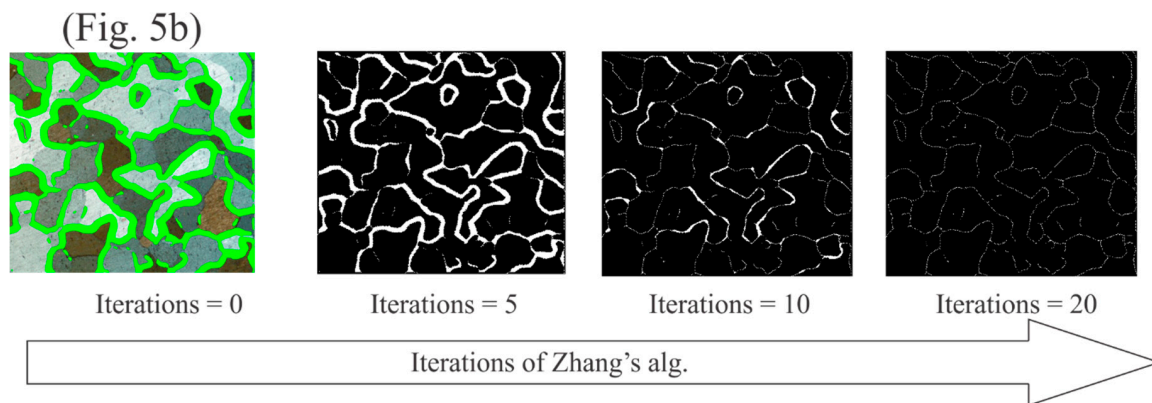 (Fig. 5b)
Iterations = 0
Iterations = 5
Iterations = 10
Iterations = 20
Iterations of Zhang's alg.